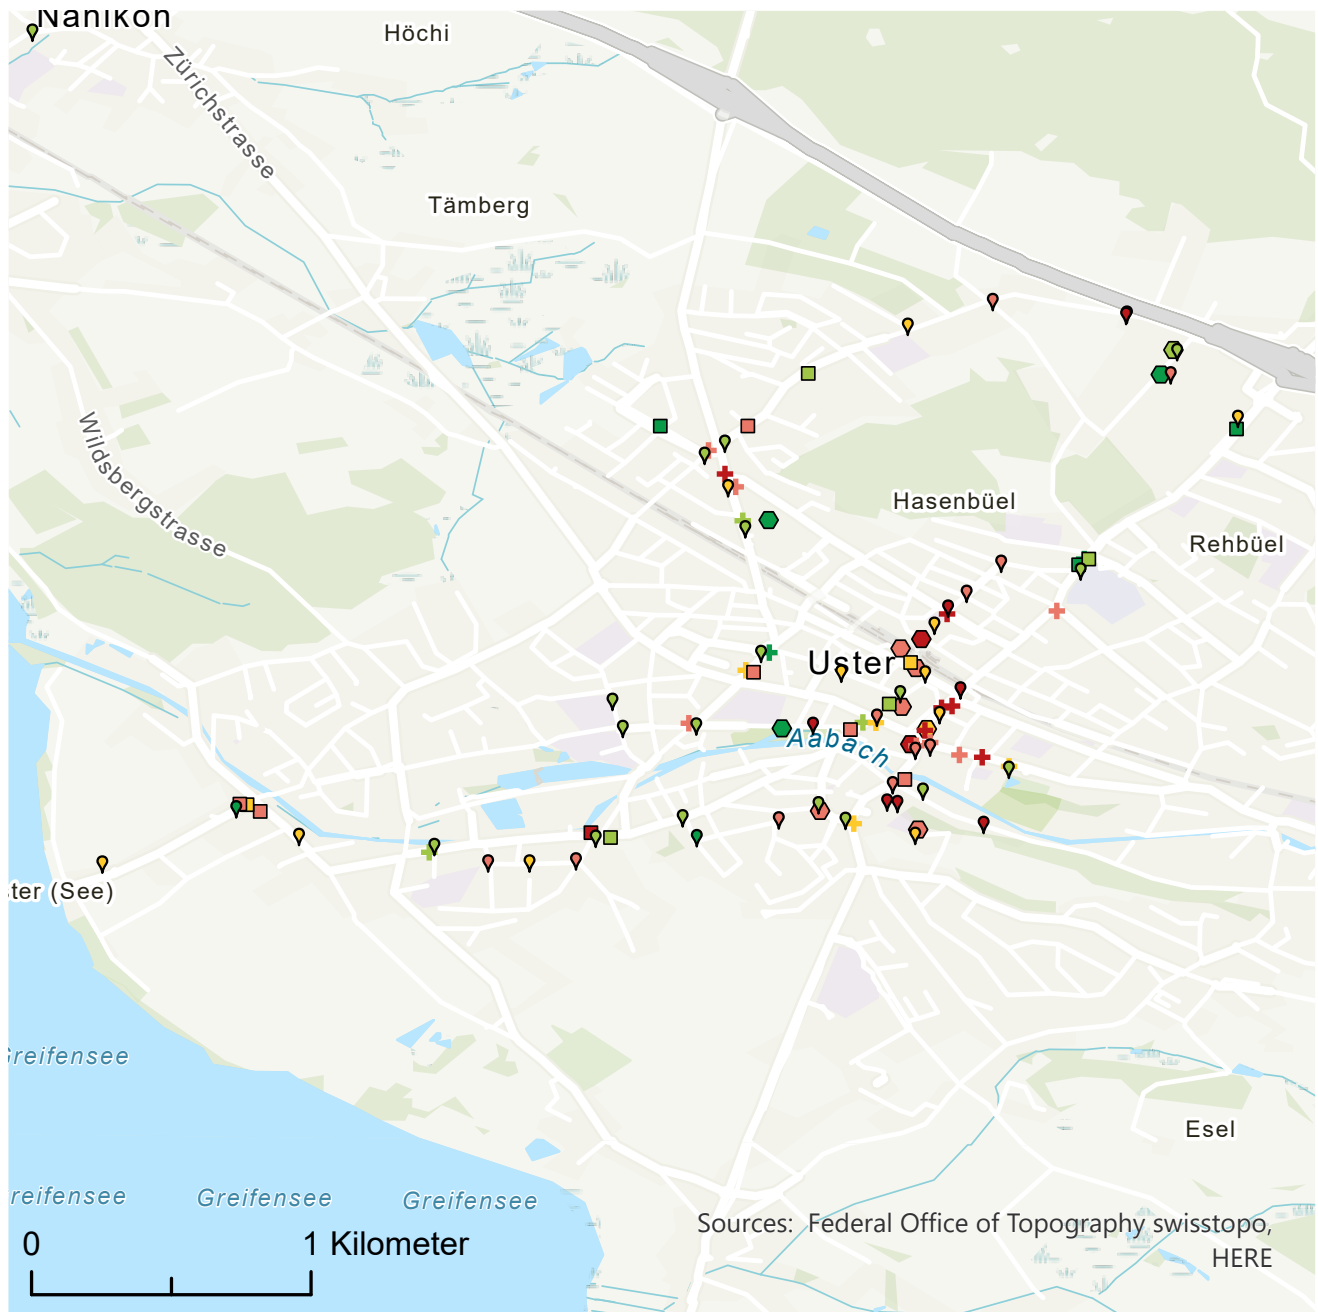 Nänikon
Höchi
Zürichstrasse
Tämberg
Wildsbergstrasse
Hasenbüel
Rehbüel
Uster
Aabach
ster (See)
Greifensee
Esel
reifensee
Greifensee
Greifensee
Sources: Federal Office of Topography swisstopo,
HERE
0
1 Kilometer